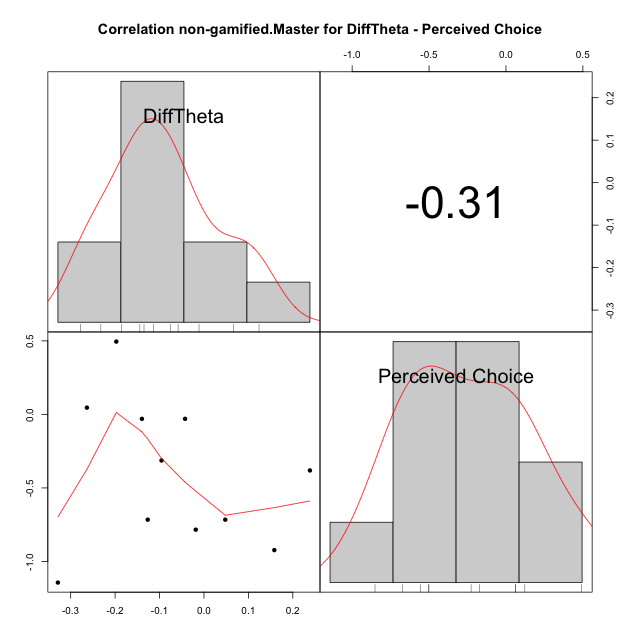 Correlation non-gamified.Master for DiffTheta - Perceived Choice
-1.0 -0.5 0.0 0.5
DiffTheta
-0.31
0.2
0.1
0.0
-0.1
-0.2
-0.3
0.5
0.0
-0.5
-1.0
Perceived Choice
-0.3 -0.2 -0.1 0.0 0.1 0.2